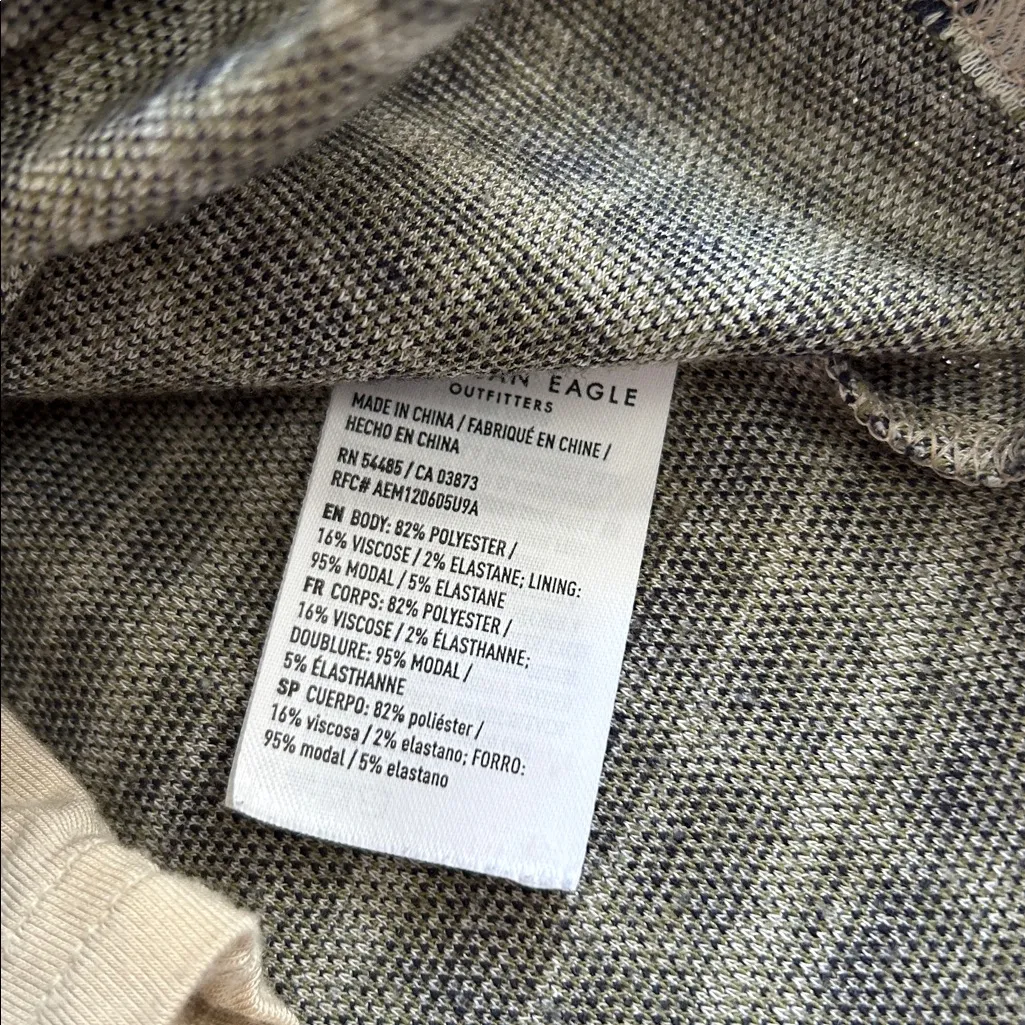 EAGLE
OUTFITTERS
MADE IN CHINA / FABRIQUÉ EN CHINE /
HECHO EN CHINA
RN 54485 / CA 03873
RFC# AEM120605U9A
EN BODY: 82% POLYESTER /
16% VISCOSE / 2% ELASTANE; LINING:
95% MODAL / 5% ELASTANE
FR CORPS: 82% POLYESTER /
16% VISCOSE / 2% ÉLASTHANNE;
DOUBLURE: 95% MODAL /
5% ÉLASTHANNE
SP CUERPO: 82% poliéster /
16% viscosa / 2% elastano; FORRO:
95% modal / 5% elastano